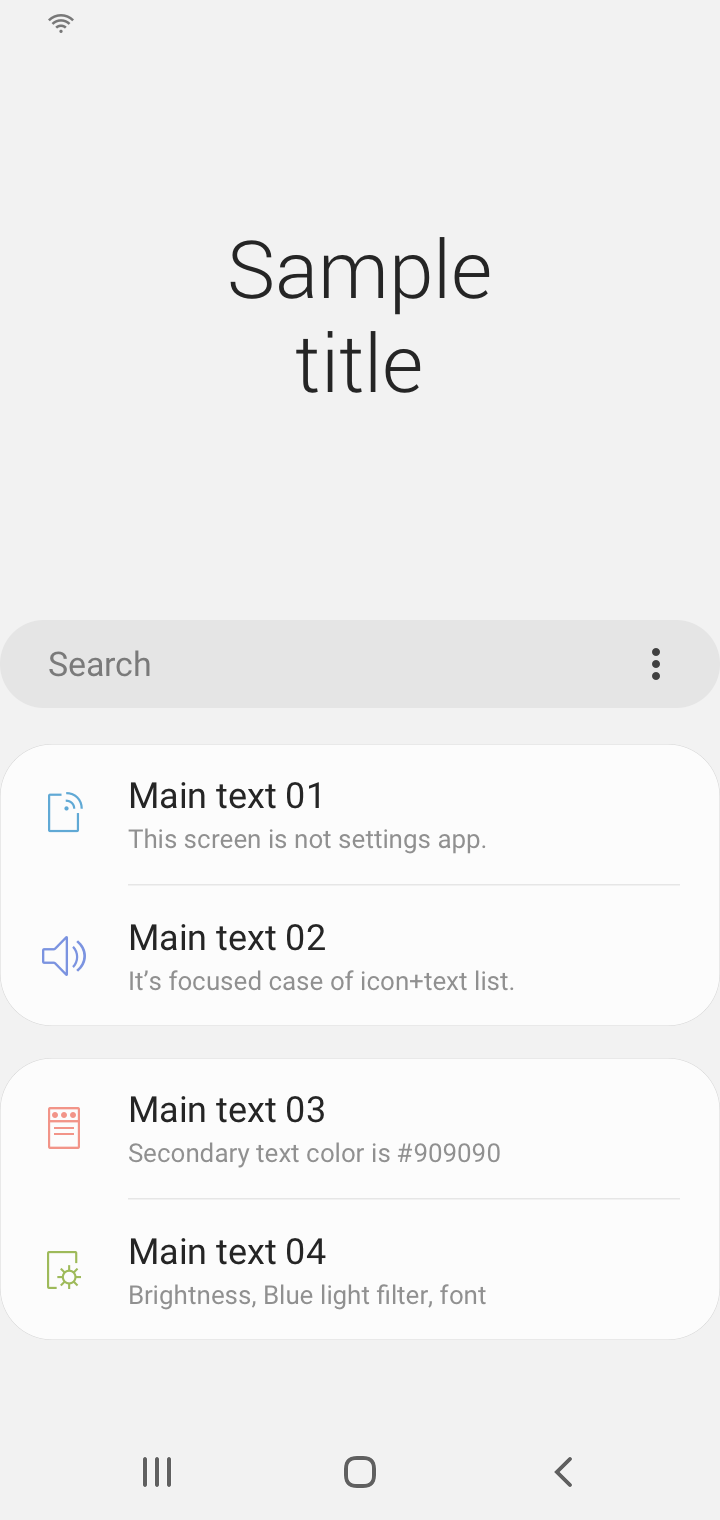 Sample
title
Search
Main text 01
This screen is not settings app.
Main text 02
It’s focused case of icon+text list.
Main text 03
Secondary text color is #909090
Main text 04
Brightness, Blue light filter, font